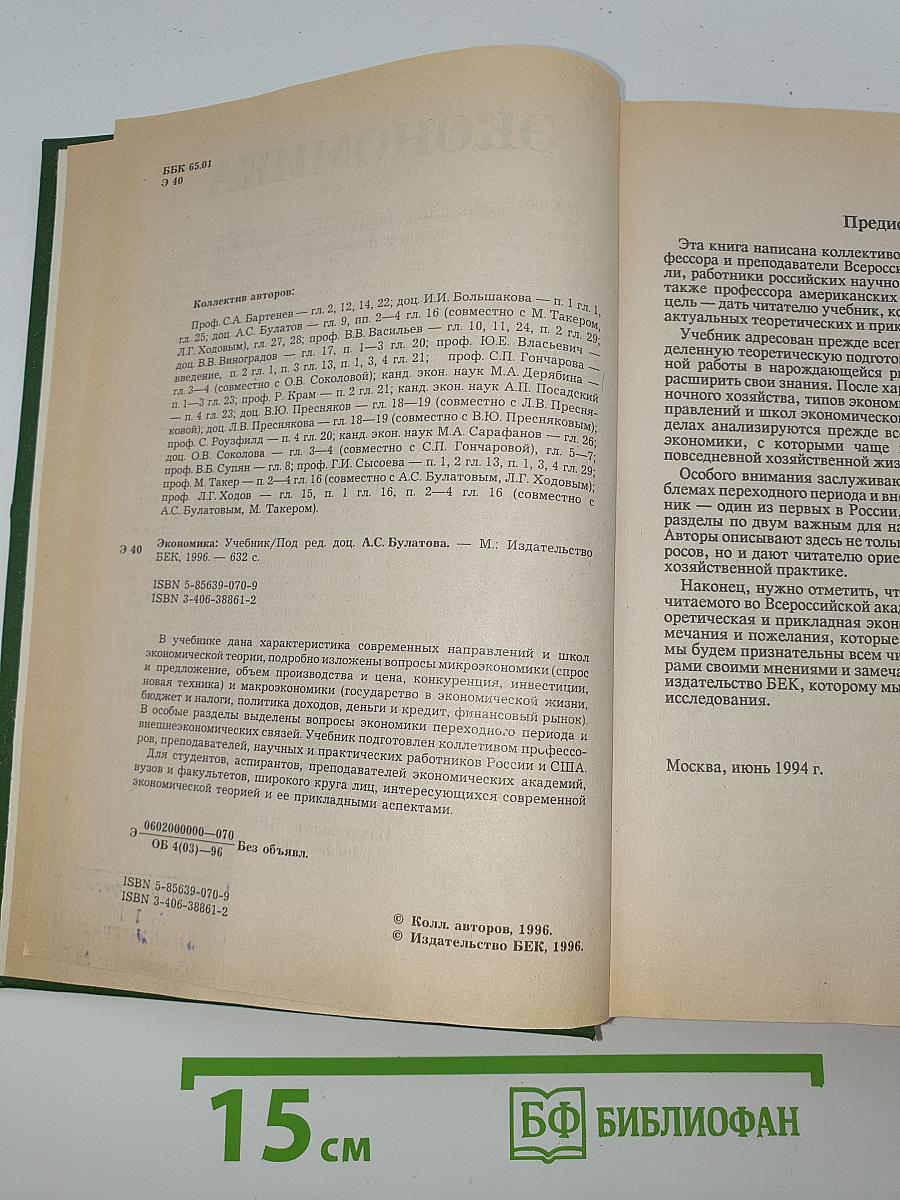 ББК 65.01
Э 40
Коллектив авторов:
Проф. С.А. Бартенев — гл. 2, 12, 14, 22; доц. И.И. Большакова — п. 1 гл. 1,
гл. 25; доц. А.С. Булатов — гл. 9, пп. 2—4 гл. 16 (совместно с М. Такером,
Л.Г. Ходовым), гл. 27, 28; проф. В.В. Васильев — гл. 10, 11, 24, п. 2 гл. 29;
доц. В.В. Виноградов — гл. 17, п. 1—3 гл. 20; проф. Ю.Е. Власьевич —
введение, п. 2 гл. 1, п. 3 гл. 13, п. 1, 3, 4 гл. 21; проф. С.П. Гончарова —
гл. 3—4 (совместно с О.В. Соколовой); канд. экон. наук М.А. Дерябина —
п. 1—3 гл. 23; проф. Р. Крам — п. 2 гл. 21; канд. экон. наук А.П. Посадский
— п. 4 гл. 23; доц. В.Ю. Пресняков — гл. 18—19 (совместно с Л.В. Пресня-
ковой); доц. Л.В. Преснякова — гл. 18—19 (совместно с В.Ю. Пресняковым);
проф. С. Роузфилд — п. 4 гл. 20; канд. экон. наук М.А. Сарафанов — гл. 26;
доц. О.В. Соколова — гл. 3—4 (совместно с С.П. Гончаровой), гл. 5—7;
проф. В.Б. Супян — гл. 8; проф. Г.И. Сысоева — п. 1, 2 гл. 13, п. 1, 3, 4 гл. 29;
проф. М. Такер — п. 2—4 гл. 16 (совместно с А.С. Булатовым, Л.Г. Ходовым);
проф. Л.Г. Ходов — гл. 15, п. 1 гл. 16, п. 2—4 гл. 16 (совместно с
А.С. Булатовым, М. Такером).
Э 40 Экономика: Учебник/Под ред. доц. А.С. Булатова. — М.: Издательство
БЕК, 1996. — 632 с.
ISBN 5-85639-070-9
ISBN 3-406-38861-2
В учебнике дана характеристика современных направлений и школ
экономической теории, подробно изложены вопросы микроэкономики (спрос
и предложение, объем производства и цена, конкуренция, инвестиции,
новая техника) и макроэкономики (государство в экономической жизни,
бюджет и налоги, политика доходов, деньги и кредит, финансовый рынок).
В особые разделы выделены вопросы экономики переходного периода и
внешнеэкономических связей. Учебник подготовлен коллетивом профессо-
ров, преподавателей, научных и практических работников России и США.
Для студентов, аспирантов, преподавателей экономических академий,
вузов и факультетов, широкого круга лиц, интересующихся современной
экономической теорией и ее прикладными аспектами.
Э 0602000000—070
ОБ 4(03)—96 Без объявл.
ISBN 5-85639-070-9
ISBN 3-406-38861-2
© Колл. авторов, 1996.
© Издательство БЕК, 1996.
Предис
Эта книга написана коллективо
фессора и преподаватели Всеросси
ли, работники российских научно
также профессора американских
цель — дать читателю учебник, ко
актуальных теоретических и прик
Учебник адресован прежде всег
деленную теоретическую подгото
ной работы в нарождающейся ры
расширить свои знания. После хар
ночного хозяйства, типов эконом
правлений и школ экономической
делах анализируются прежде все
экономики, с которыми чаще
повседневной хозяйственной жиз
Особого внимания заслуживаю
блемах переходного периода и вне
ник — один из первых в России,
разделы по двум важным для на
Авторы описывают здесь не тольк
росов, но и дают читателю орие
хозяйственной практике.
Наконец, нужно отметить, чт
читаемого во Всероссийской акад
оретическая и прикладная эконо
мечания и пожелания, которые
мы будем признательны всем чи
рами своими мнениями и замеча
издательство БЕК, которому мы
исследования.
Москва, июнь 1994 г.
15 см
БФ БИБЛИОФАН